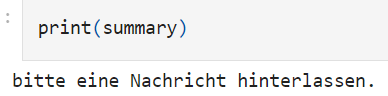 :
print(summary)
bitte eine Nachricht hinterlassen.